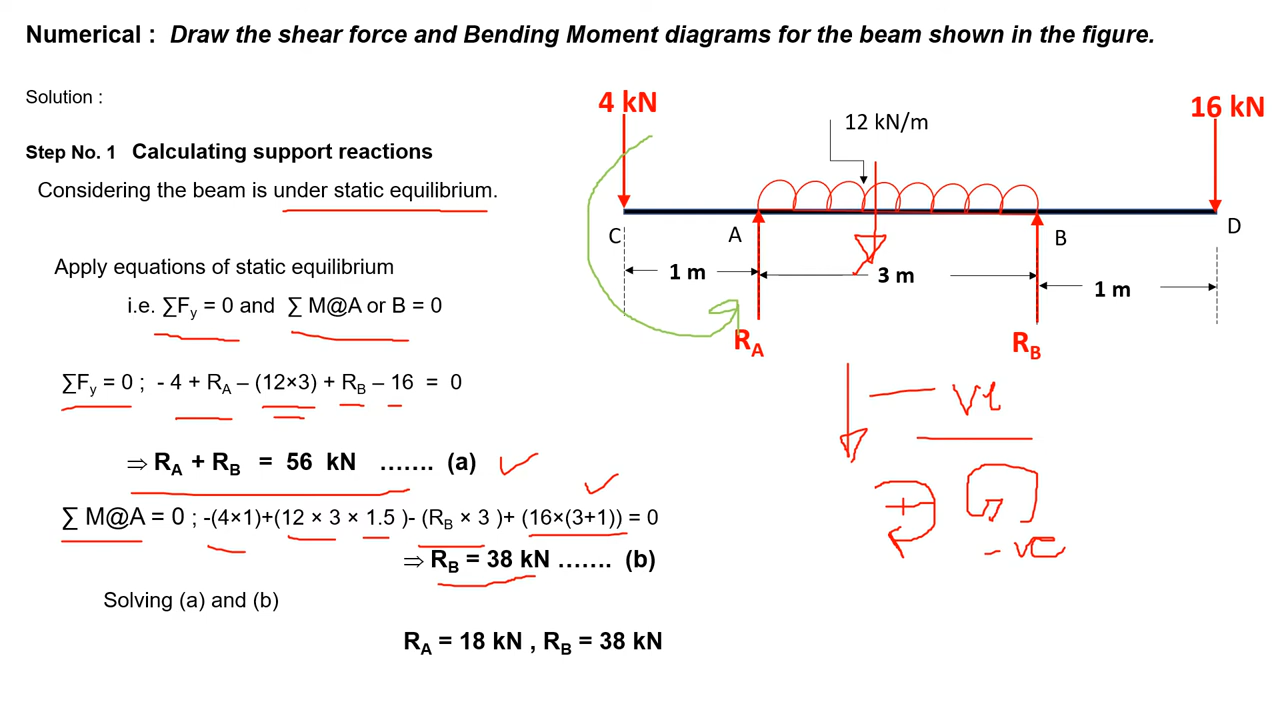 Numerical : Draw the shear force and Bending Moment diagrams for the beam shown in the figure.
Solution :
Step No. 1 Calculating support reactions
Considering the beam is under static equilibrium.
Apply equations of static equilibrium
i.e. ∑Fy = 0 and ∑ M@A or B = 0
∑Fy = 0 ; - 4 + RA – (12×3) + RB – 16 = 0
⇒ RA + RB = 56 kN ……. (a)
∑ M@A = 0 ; -(4×1)+(12 × 3 × 1.5 )- (RB × 3 )+ (16×(3+1)) = 0
⇒ RB = 38 kN ……. (b)
Solving (a) and (b)
RA = 18 kN , RB = 38 kN
4 kN
16 kN
12 kN/m
C
A
B
D
1 m
3 m
1 m
RA
RB
– ve
+
- ve